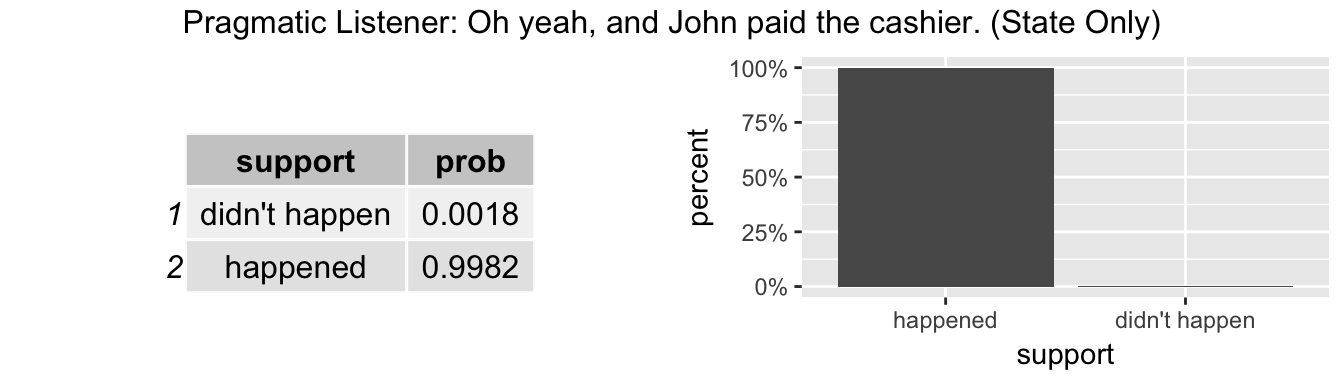 Pragmatic Listener: Oh yeah, and John paid the cashier. (State Only)
support prob
1 didn't happen 0.0018
2 happened 0.9982
percent
100%
75%
50%
25%
0%
happened didn't happen
support